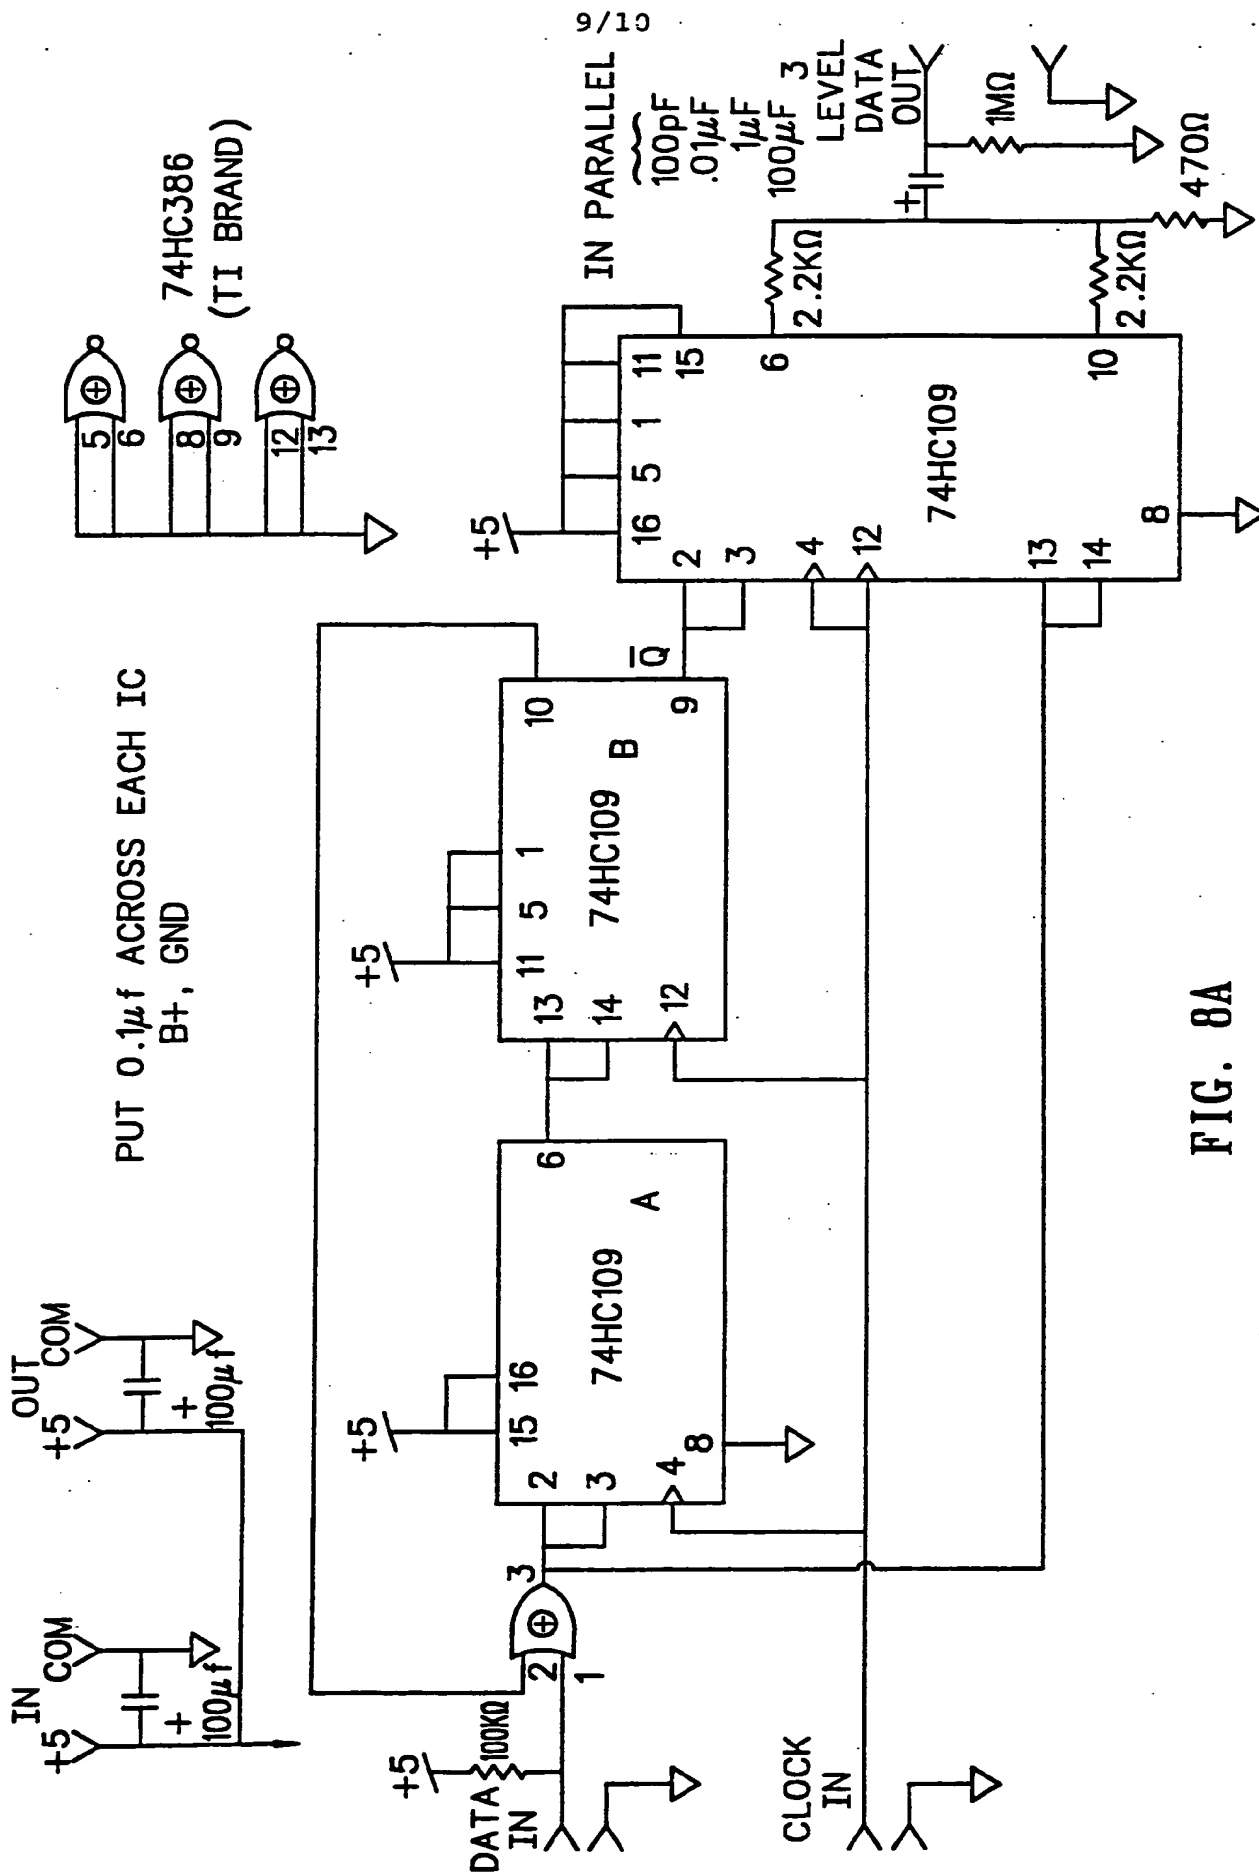 9/10
IN
OUT
+5
COM
+5
COM
+
100µf
+
100µf
PUT 0.1µf ACROSS EACH IC
B+, GND
5
6
8
9
12
13
74HC386
(TI BRAND)
+5
100KΩ
DATA
IN
2
1
3
+5
15
16
2
3
4
8
74HC109
A
6
+5
11
5
1
13
14
12
74HC109
B
10
9
Q̅
+5
16
5
1
11
15
2
3
4
12
13
14
8
74HC109
6
10
2.2KΩ
2.2KΩ
470Ω
IN PARALLEL
100pF
.01µF
1µF
100µF
+
1MΩ
3
LEVEL
DATA
OUT
CLOCK
IN
FIG. 8A